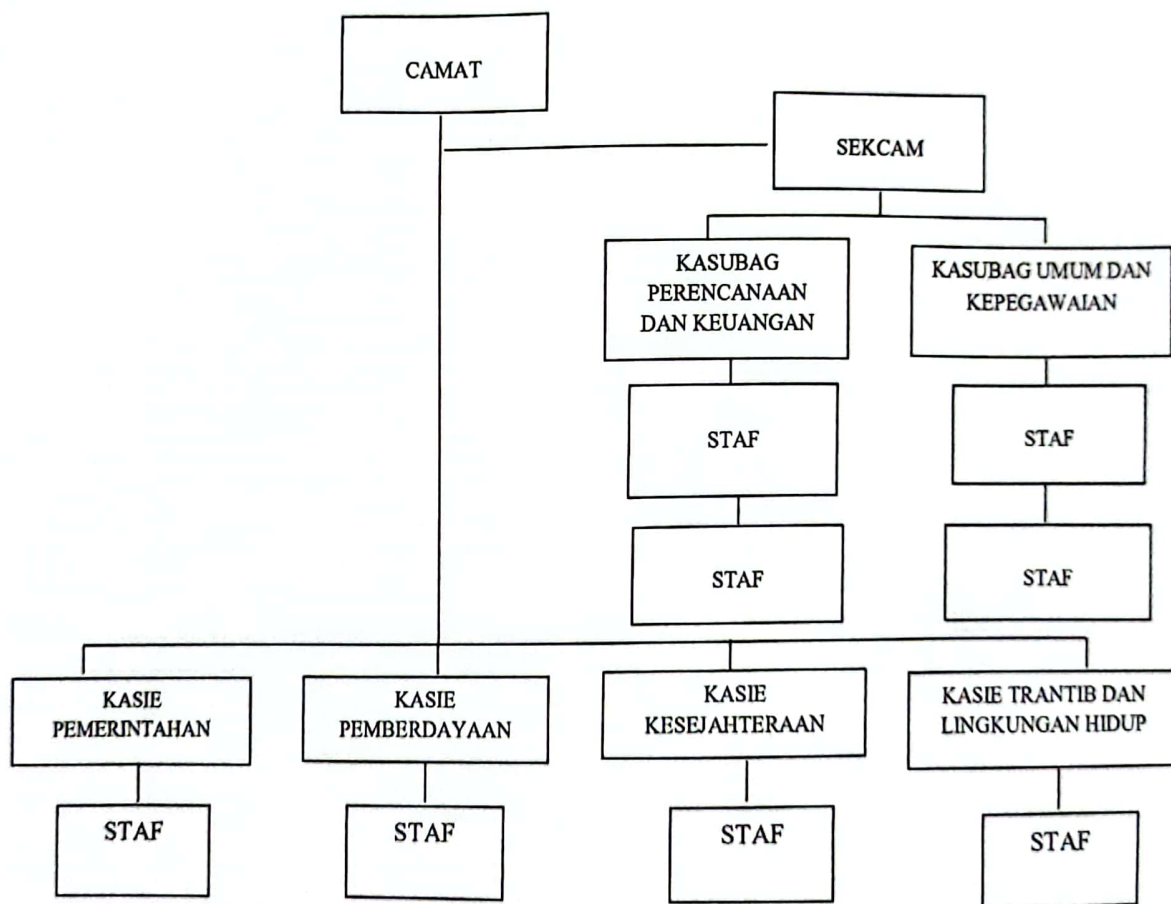 CAMAT
SEKCAM
KASUBAG
PERENCANAAN
DAN KEUANGAN
KASUBAG UMUM DAN
KEPEGAWAIAN
STAF
STAF
STAF
STAF
KASIE
PEMERINTAHAN
KASIE
PEMBERDAYAAN
KASIE
KESEJAHTERAAN
KASIE TRANTIB DAN
LINGKUNGAN HIDUP
STAF
STAF
STAF
STAF